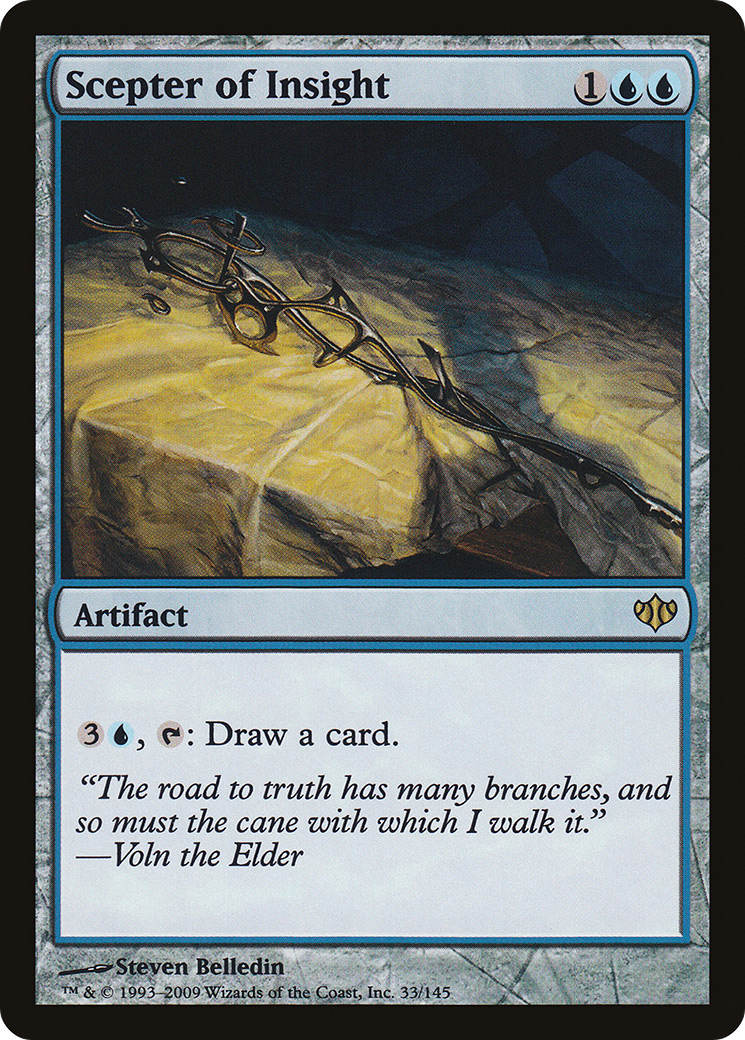 Scepter of Insight 1
Artifact
3, : Draw a card.
“The road to truth has many branches, and
so must the cane with which I walk it.”
—Voln the Elder
Steven Belledin
™ & © 1993–2009 Wizards of the Coast, Inc. 33/145